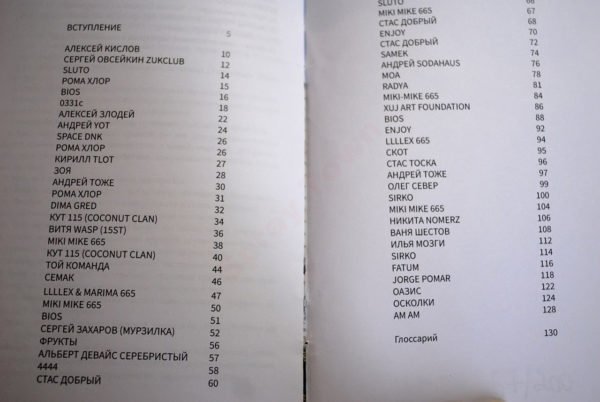 ВСТУПЛЕНИЕ 5
АЛЕКСЕЙ КИСЛОВ 10
СЕРГЕЙ ОВСЕЙКИН ZUKCLUB 12
SLUTO 14
РОМА ХЛОР 15
BIOS 16
0331c 18
АЛЕКСЕЙ ЗЛОДЕЙ 22
АНДРЕЙ YOT 24
SPACE DNK 26
РОМА ХЛОР 26
КИРИЛЛ TLOT 27
ЗОЯ 28
АНДРЕЙ ТОЖЕ 30
РОМА ХЛОР 31
DIMA GRED 32
КУТ 115 (COCONUT CLAN) 34
ВИТЯ WASP (15ST) 36
MIKI MIKE 665 38
КУТ 115 (COCONUT CLAN) 40
ТОЙ КОМАНДА 44
СЕМАК 46
LLLLEX & MARIMA 665 47
MIKI MIKE 665 50
BIOS 51
СЕРГЕЙ ЗАХАРОВ (МУРЗИЛКА) 52
ФРУКТЫ 56
АЛЬБЕРТ ДЕВАЙС СЕРЕБРИСТЫЙ 57
4444 58
СТАС ДОБРЫЙ 60
SLUTO 66
MIKI MIKE 665 67
СТАС ДОБРЫЙ 68
ENJOY 70
СТАС ДОБРЫЙ 72
SAMEK 74
АНДРЕЙ SODAHAUS 76
МОА 78
RADYA 81
MIKI-MIKE 665 84
XUJ ART FOUNDATION 86
BIOS 88
ENJOY 92
LLLLEX 665 94
СКОТ 95
СТАС ТОСКА 96
АНДРЕЙ ТОЖЕ 97
ОЛЕГ СЕВЕР 99
SIRKO 100
MIKI MIKE 665 104
НИКИТА NOMERZ 106
ВАНЯ ШЕСТОВ 108
ИЛЬЯ МОЗГИ 112
SIRKO 114
FATUM 116
JORGE POMAR 118
ОАЗИС 122
ОСКОЛКИ 124
AM AM 128
Глоссарий 130